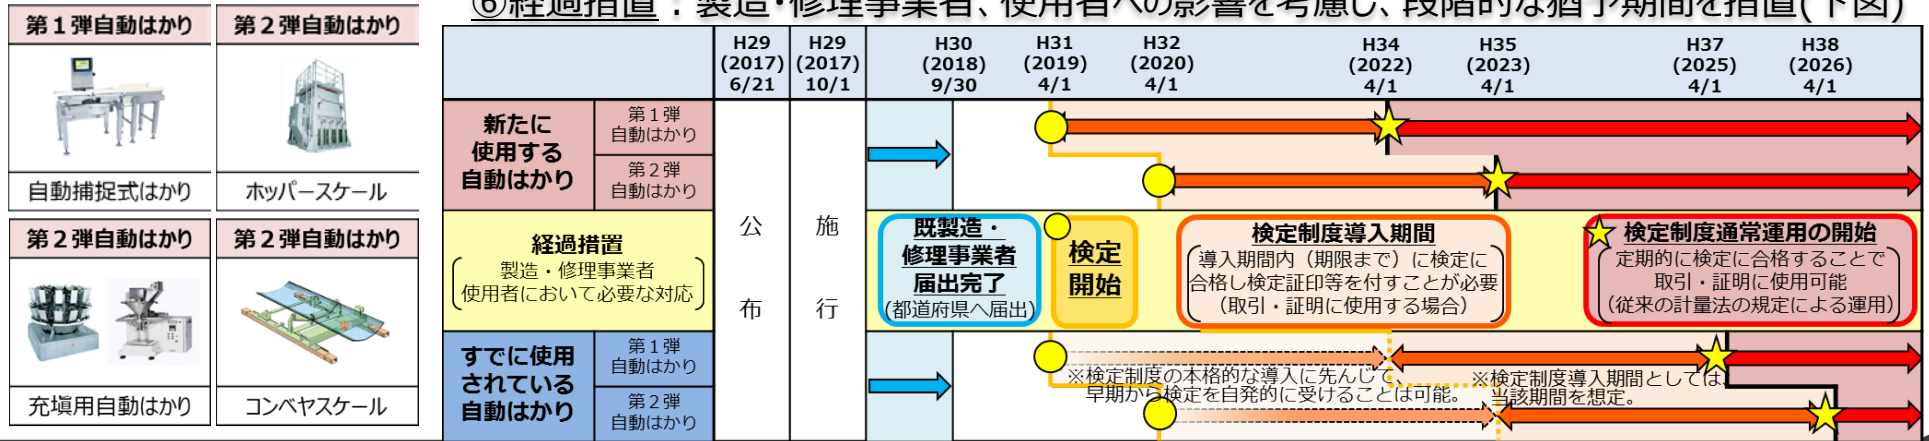 ⑥経過措置：製造・修理事業者、使用者への影響を考慮し、段階的な猶予期間を措置(下図)
第１弾自動はかり
第２弾自動はかり
自動捕捉式はかり
ホッパースケール
第２弾自動はかり
第２弾自動はかり
充塡用自動はかり
コンベヤスケール
H29
(2017)
6/21
H29
(2017)
10/1
H30
(2018)
9/30
H31
(2019)
4/1
H32
(2020)
4/1
H34
(2022)
4/1
H35
(2023)
4/1
H37
(2025)
4/1
H38
(2026)
4/1
新たに
使用する
自動はかり
第１弾
自動はかり
第２弾
自動はかり
公
布
施
行
経過措置
製造・修理事業者
使用者において必要な対応
既製造・
修理事業者
届出完了
(都道府県へ届出)
検定
開始
検定制度導入期間
導入期間内（期限まで）に検定に
合格し検定証印等を付すことが必要
（取引・証明に使用する場合）
検定制度通常運用の開始
定期的に検定に合格することで
取引・証明に使用可能
（従来の計量法の規定による運用）
すでに使用
されている
自動はかり
第１弾
自動はかり
第２弾
自動はかり
※検定制度の本格的な導入に先んじて、
早期から検定を自発的に受けることは可能。
※検定制度導入期間としては、
当該期間を想定。